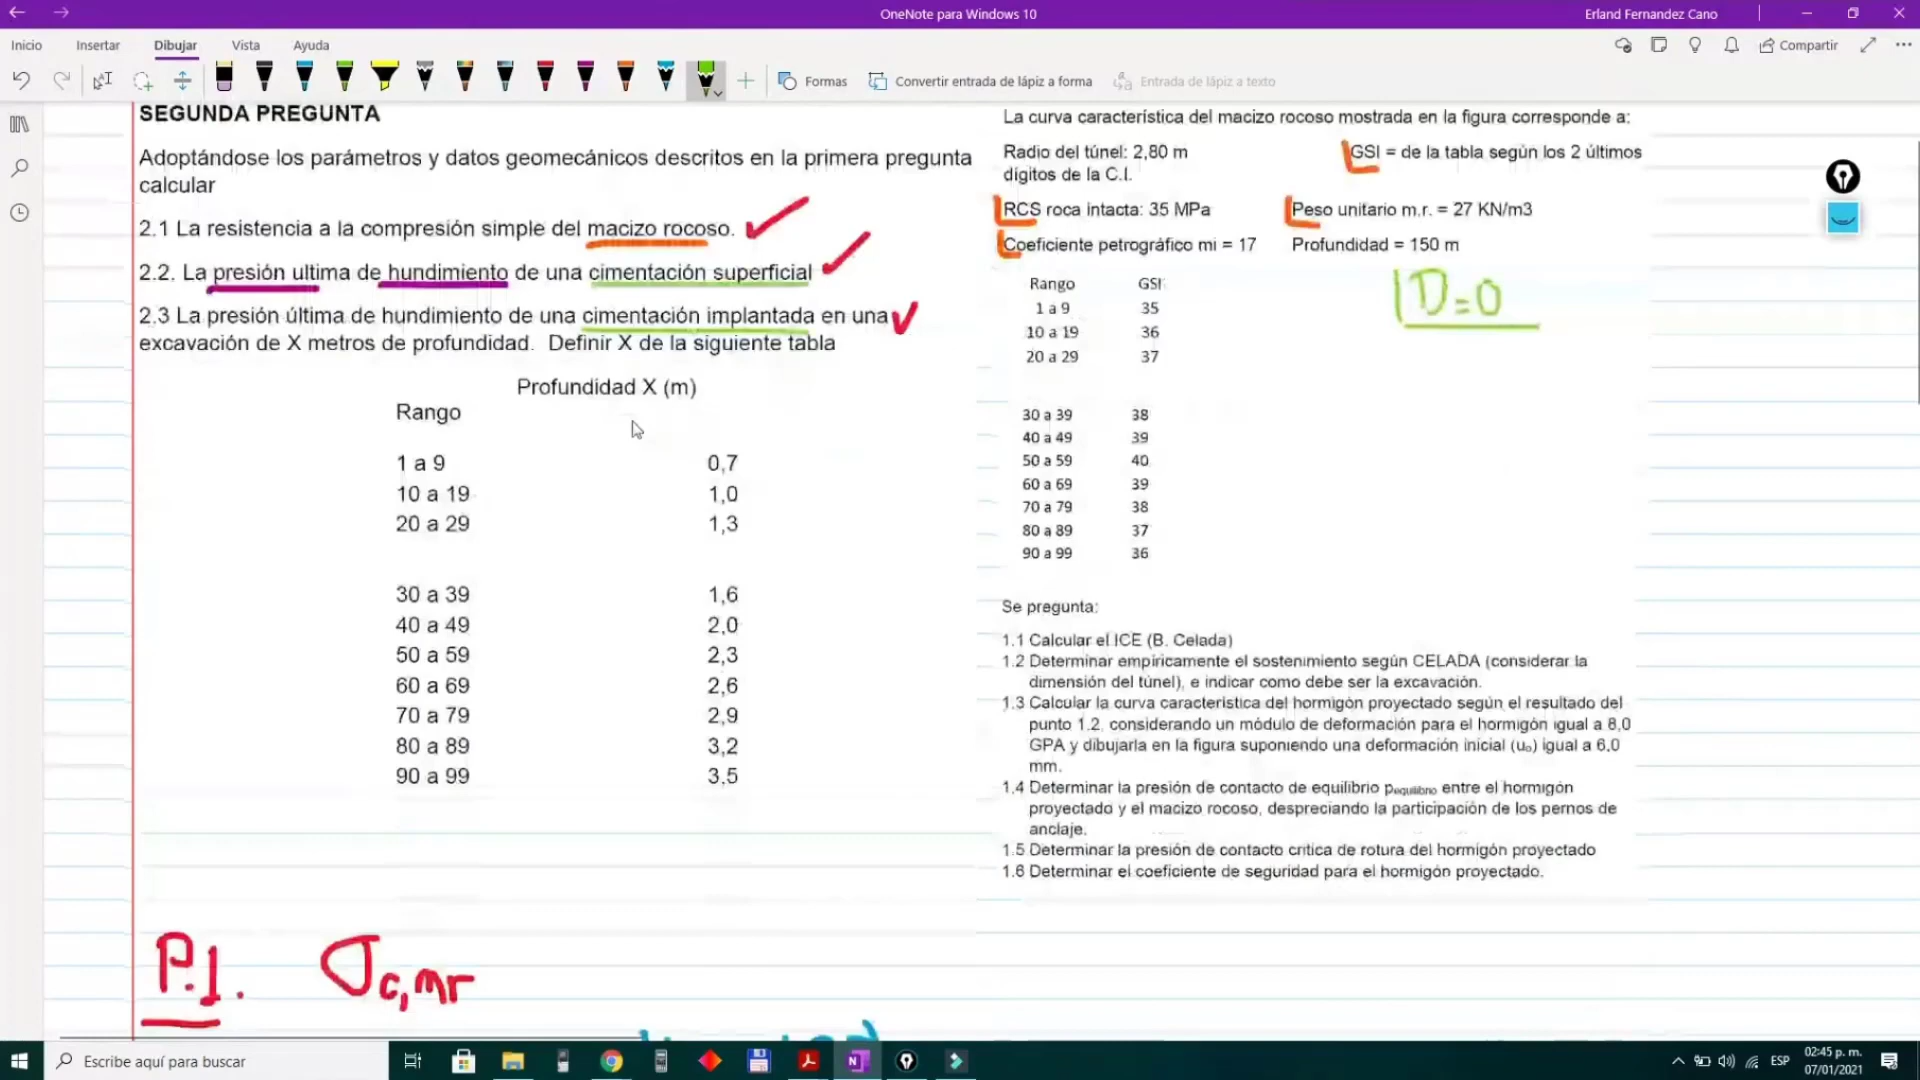 OneNote para Windows 10
Erland Fernandez Cano
Inicio Insertar Dibujar Vista Ayuda
Compartir
Formas Convertir entrada de lápiz a forma Entrada de lápiz a texto
SEGUNDA PREGUNTA
Adoptándose los parámetros y datos geomecánicos descritos en la primera pregunta
calcular
2.1 La resistencia a la compresión simple del macizo rocoso.
2.2. La presión ultima de hundimiento de una cimentación superficial
2.3 La presión última de hundimiento de una cimentación implantada en una
excavación de X metros de profundidad. Definir X de la siguiente tabla
Profundidad X (m)
Rango
1 a 9 0,7
10 a 19 1,0
20 a 29 1,3
30 a 39 1,6
40 a 49 2,0
50 a 59 2,3
60 a 69 2,6
70 a 79 2,9
80 a 89 3,2
90 a 99 3,5
P.1. σc,mr
La curva característica del macizo rocoso mostrada en la figura corresponde a:
Radio del túnel: 2,80 m GSI = de la tabla según los 2 últimos
dígitos de la C.I.
RCS roca intacta: 35 MPa Peso unitario m.r. = 27 KN/m3
Coeficiente petrográfico mi = 17 Profundidad = 150 m
D=0
Rango GSI
1 a 9 35
10 a 19 36
20 a 29 37
30 a 39 38
40 a 49 39
50 a 59 40
60 a 69 39
70 a 79 38
80 a 89 37
90 a 99 36
Se pregunta:
1.1 Calcular el ICE (B. Celada)
1.2 Determinar empíricamente el sostenimiento según CELADA (considerar la
dimensión del túnel), e indicar como debe ser la excavación.
1.3 Calcular la curva característica del hormigón proyectado según el resultado del
punto 1.2, considerando un módulo de deformación para el hormigón igual a 8,0
GPA y dibujarla en la figura suponiendo una deformación inicial (uₒ) igual a 6,0
mm.
1.4 Determinar la presión de contacto de equilibrio pequilibrio entre el hormigón
proyectado y el macizo rocoso, despreciando la participación de los pernos de
anclaje.
1.5 Determinar la presión de contacto crítica de rotura del hormigón proyectado
1.6 Determinar el coeficiente de seguridad para el hormigón proyectado.
Escribe aquí para buscar
ESP
02:45 p. m.
07/01/2021